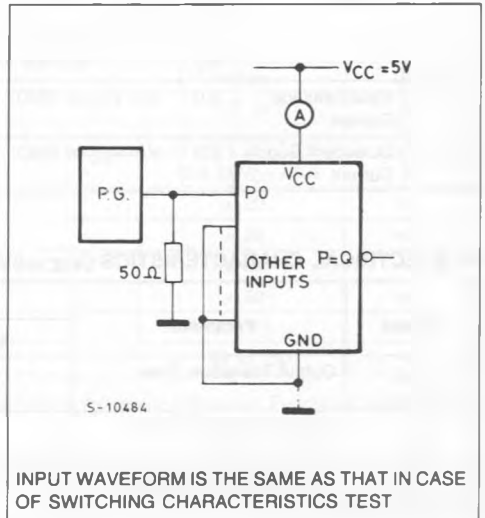 VCC = 5V
A
VCC
P.G.
P0
50Ω
OTHER
INPUTS
P=Q
GND
S-10484
INPUT WAVEFORM IS THE SAME AS THAT IN CASE
OF SWITCHING CHARACTERISTICS TEST